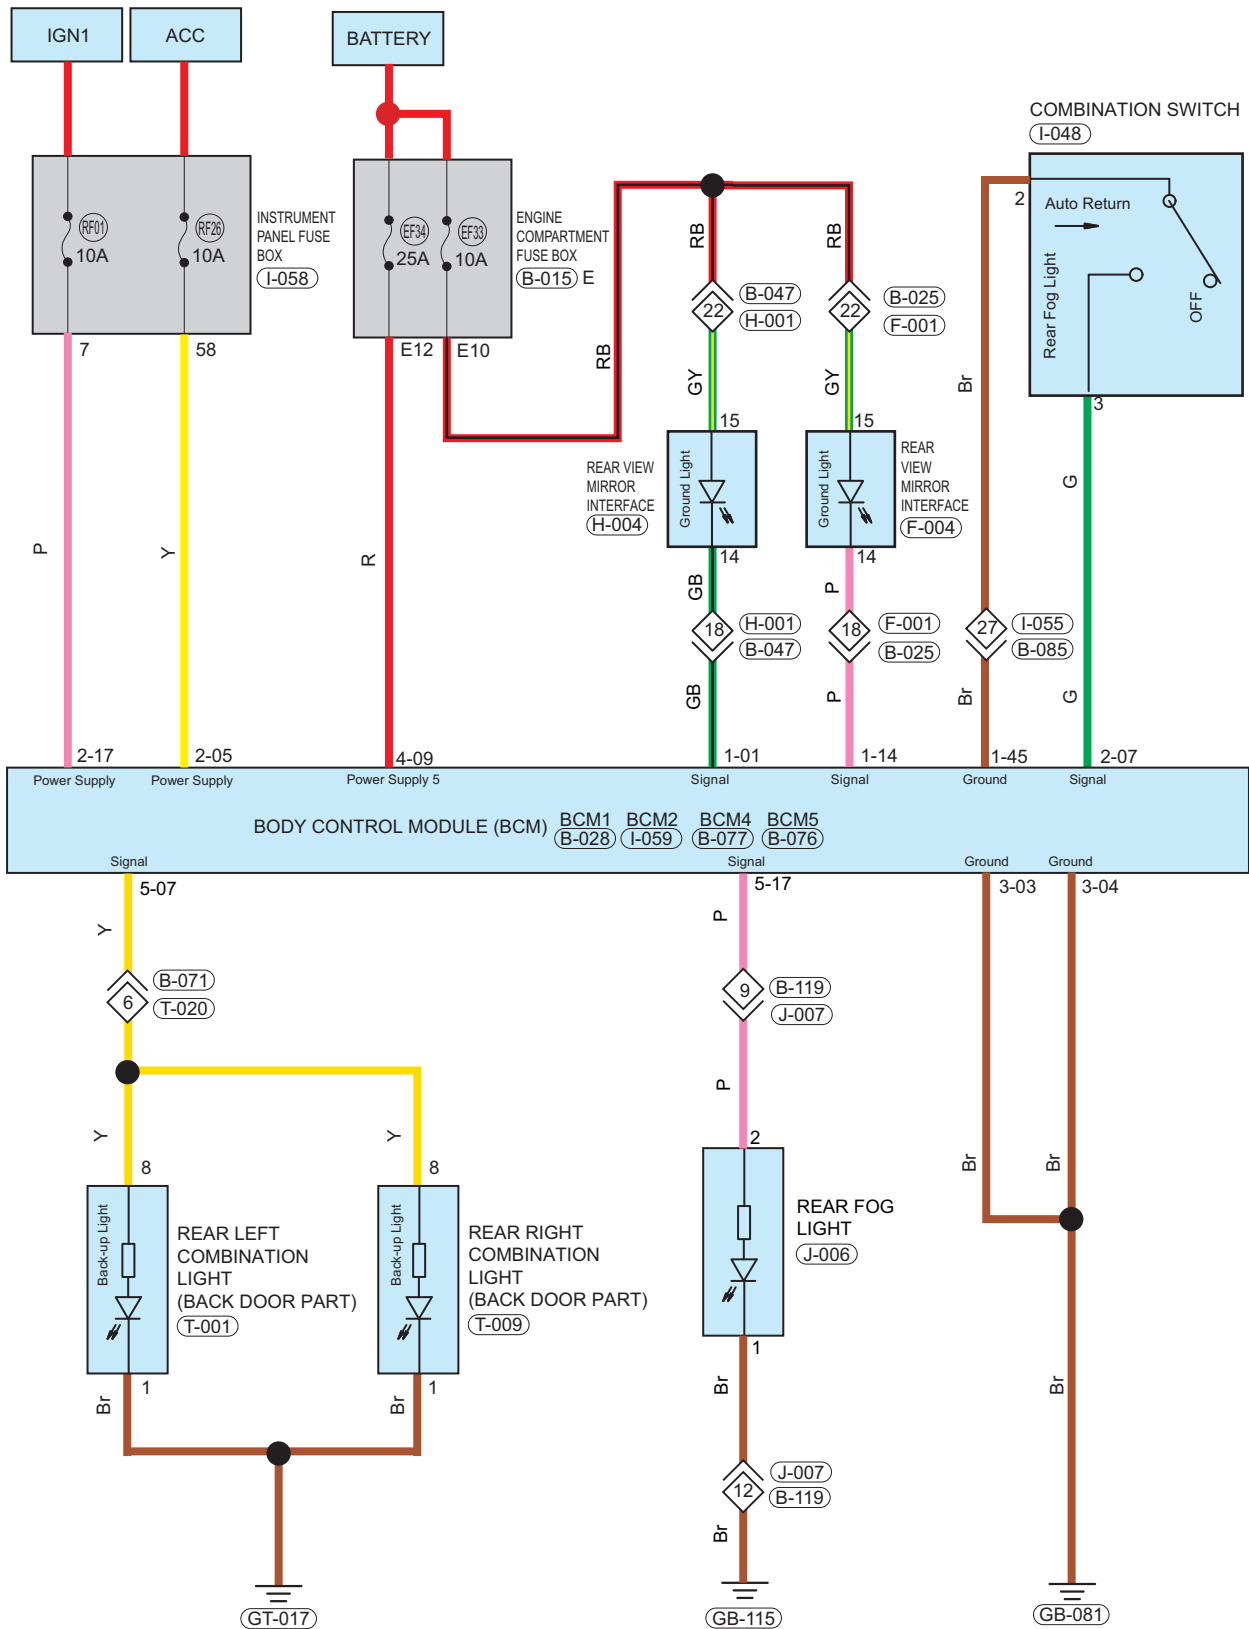 IGN1
ACC
BATTERY
COMBINATION SWITCH
I-048
RF01
10A
RF26
10A
INSTRUMENT
PANEL FUSE
BOX
I-058
EF34
25A
EF33
10A
ENGINE
COMPARTMENT
FUSE BOX
B-015 E
RB
RB
RB
2
Auto Return
Rear Fog Light
OFF
3
7
58
E12
E10
22
B-047
H-001
22
B-025
F-001
GY
GY
Br
G
15
15
REAR VIEW
MIRROR
INTERFACE
H-004
Ground Light
Ground Light
REAR
VIEW
MIRROR
INTERFACE
F-004
14
14
P
Y
R
GB
P
18
H-001
B-047
18
F-001
B-025
27
I-055
B-085
GB
P
Br
G
2-17
2-05
4-09
1-01
1-14
1-45
2-07
Power Supply
Power Supply
Power Supply 5
Signal
Signal
Ground
Signal
BODY CONTROL MODULE (BCM)
BCM1
B-028
BCM2
I-059
BCM4
B-077
BCM5
B-076
Signal
Signal
Ground
Ground
5-07
5-17
3-03
3-04
Y
P
6
B-071
T-020
9
B-119
J-007
Y
Y
P
Br
Br
8
8
2
Back-up Light
REAR LEFT
COMBINATION
LIGHT
(BACK DOOR PART)
T-001
Back-up Light
REAR RIGHT
COMBINATION
LIGHT
(BACK DOOR PART)
T-009
REAR FOG
LIGHT
J-006
1
1
1
Br
Br
Br
Br
12
J-007
B-119
Br
GT-017
GB-115
GB-081